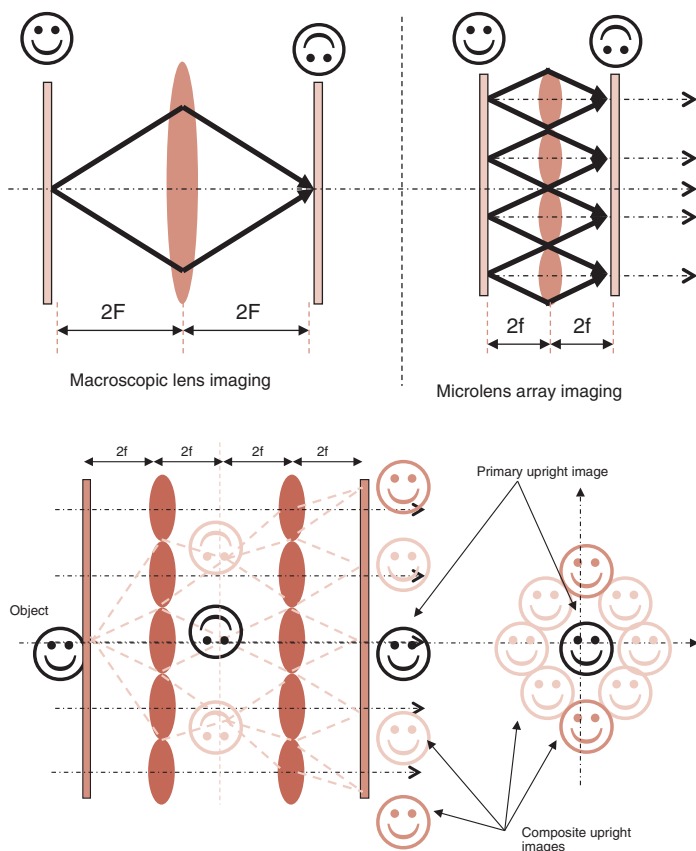 2F 2F
2f 2f
Macroscopic lens imaging
Microlens array imaging
2f 2f 2f 2f
Primary upright image
Object
Composite upright
images